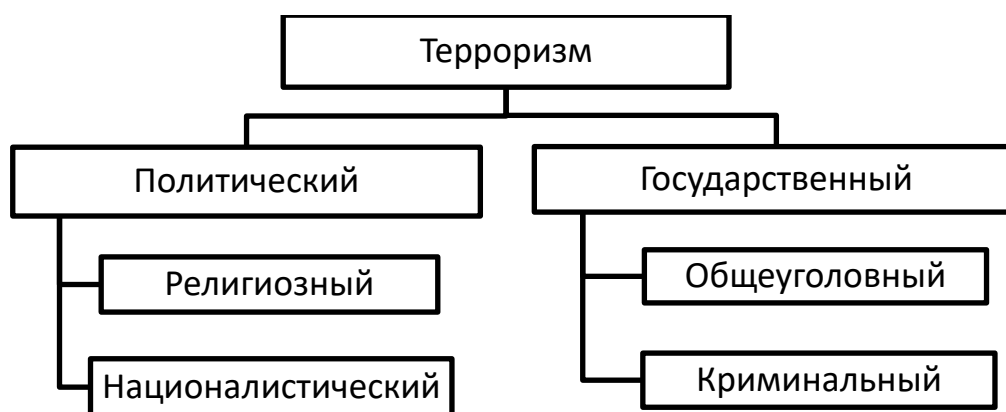 Терроризм
Политический
Государственный
Религиозный
Общеуголовный
Националистический
Криминальный